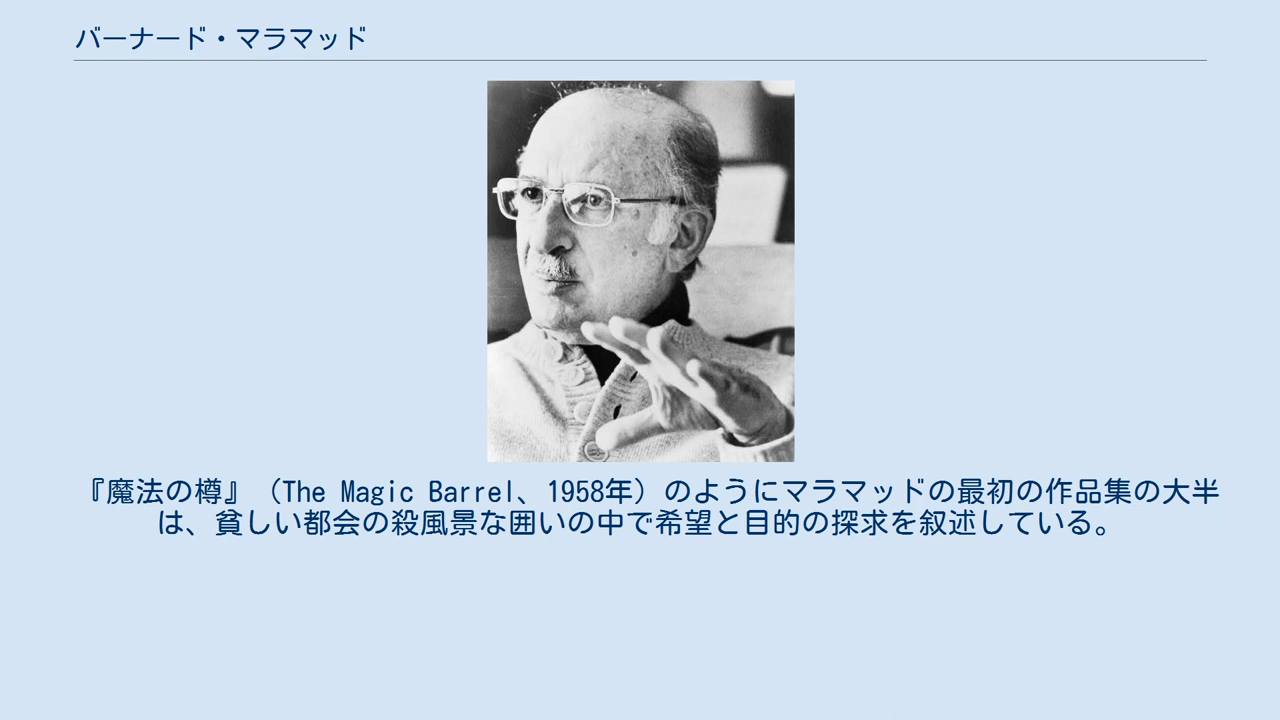 バーナード・マラマッド
『魔法の樽』（The Magic Barrel、1958年）のようにマラマッドの最初の作品集の大半
は、貧しい都会の殺風景な囲いの中で希望と目的の探求を叙述している。